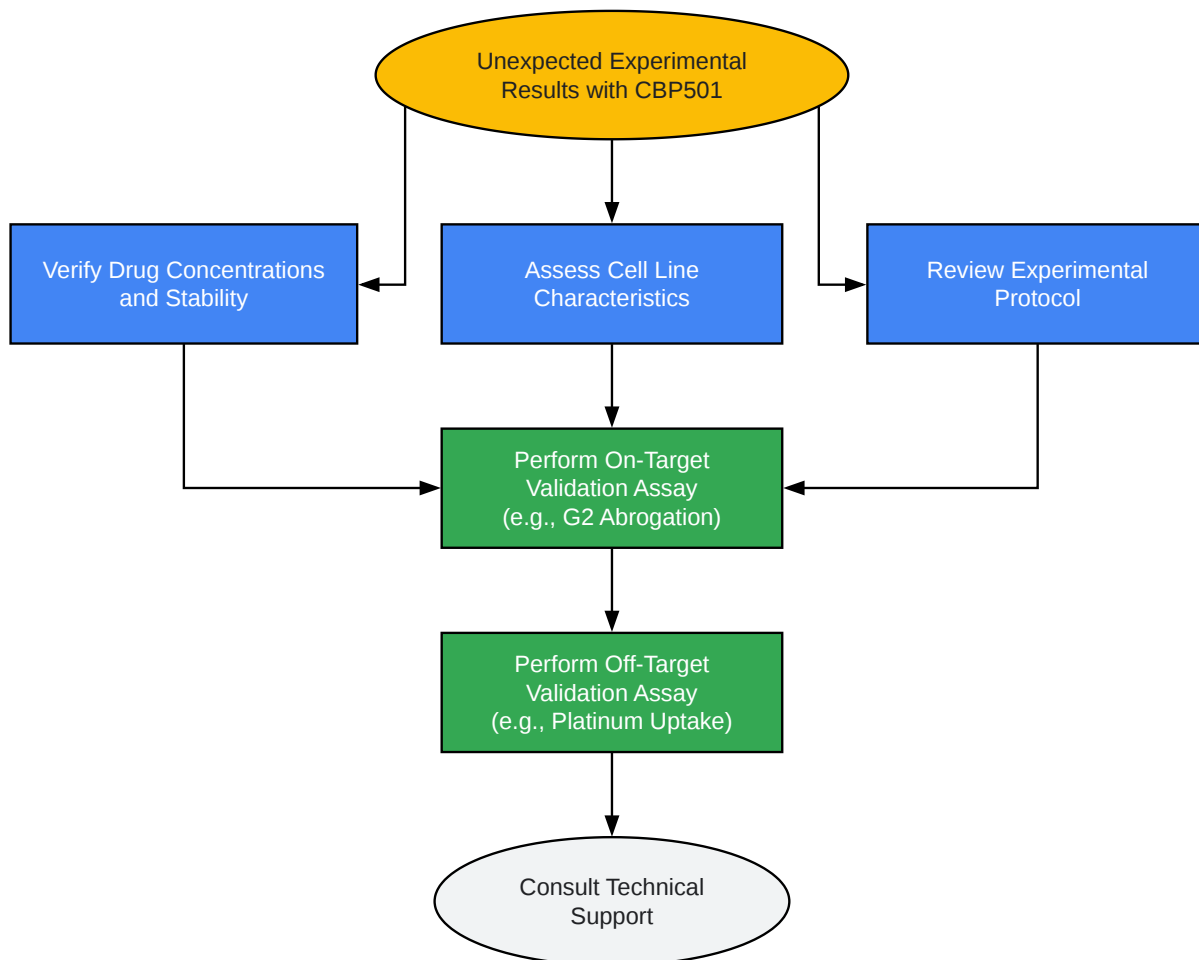 Unexpected Experimental
Results with CBP501
Verify Drug Concentrations
and Stability
Assess Cell Line
Characteristics
Review Experimental
Protocol
Perform On-Target
Validation Assay
(e.g., G2 Abrogation)
Perform Off-Target
Validation Assay
(e.g., Platinum Uptake)
Consult Technical
Support